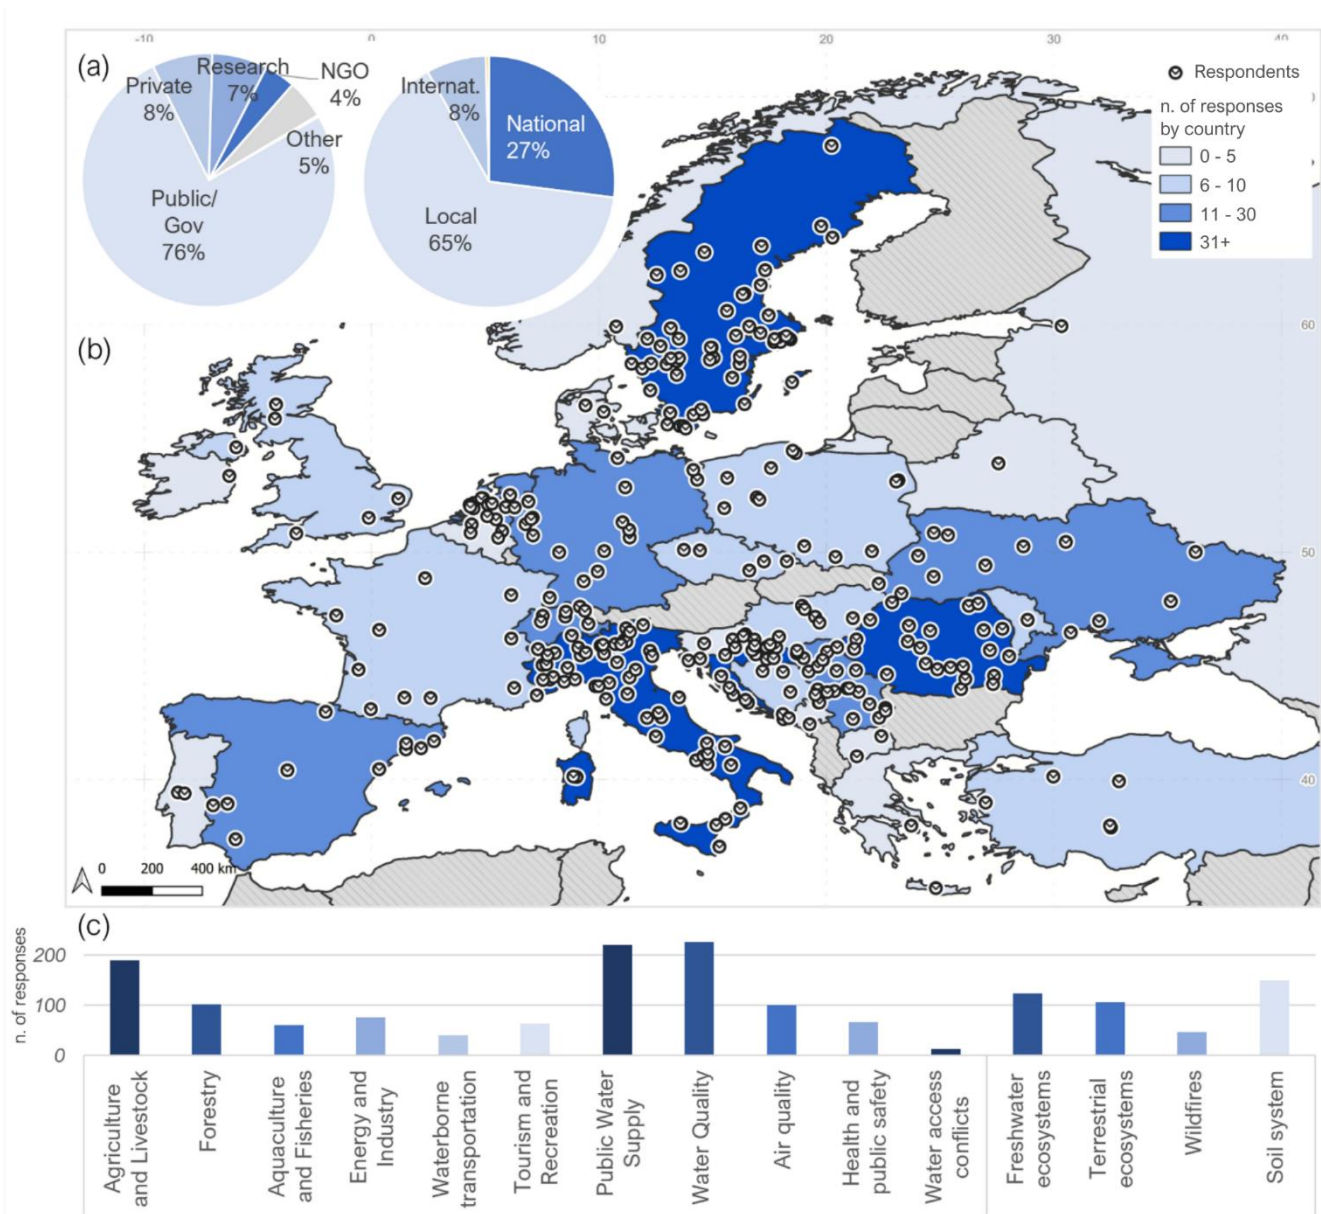 -10
0
10
20
30
40
(a)
Private
8%
Research
7%
NGO
4%
Other
5%
Public/
Gov
76%
Internat.
8%
National
27%
Local
65%
Respondents
n. of responses
by country
0 - 5
6 - 10
11 - 30
31+
(b)
60
50
40
0 200 400 km
(c)
n. of responses
200
100
0
Agriculture
and Livestock
Forestry
Aquaculture
and Fisheries
Energy and
Industry
Waterborne
transportation
Tourism and
Recreation
Public Water
Supply
Water Quality
Air quality
Health and
public safety
Water access
conflicts
Freshwater
ecosystems
Terrestrial
ecosystems
Wildfires
Soil system